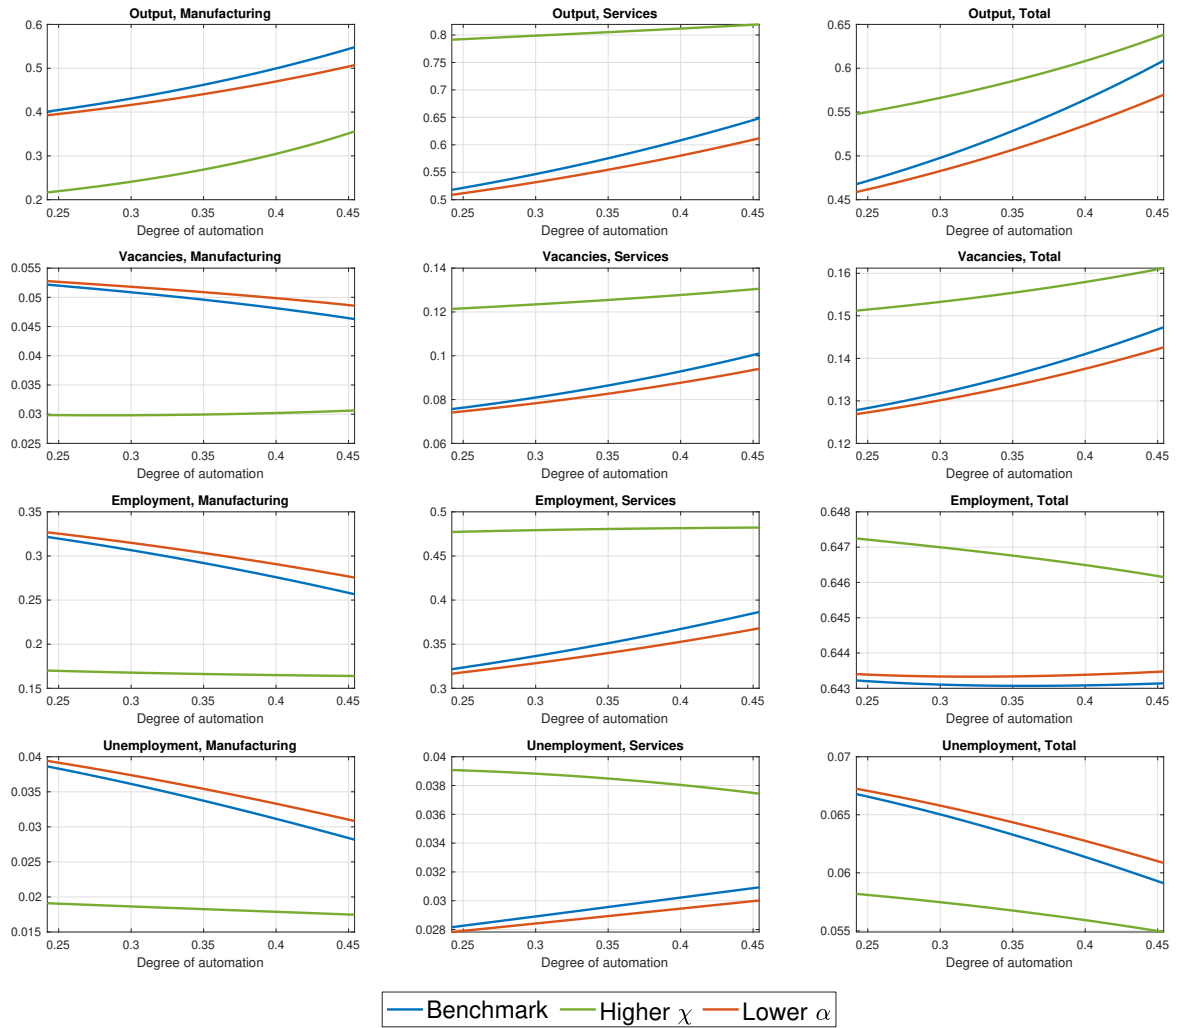 Output, Manufacturing
0.6
0.5
0.4
0.3
0.2
0.25 0.3 0.35 0.4 0.45
Degree of automation
Output, Services
0.8
0.75
0.7
0.65
0.6
0.55
0.5
0.25 0.3 0.35 0.4 0.45
Degree of automation
Output, Total
0.65
0.6
0.55
0.5
0.45
0.25 0.3 0.35 0.4 0.45
Degree of automation
Vacancies, Manufacturing
0.055
0.05
0.045
0.04
0.035
0.03
0.025
0.25 0.3 0.35 0.4 0.45
Degree of automation
Vacancies, Services
0.14
0.12
0.1
0.08
0.06
0.25 0.3 0.35 0.4 0.45
Degree of automation
Vacancies, Total
0.16
0.15
0.14
0.13
0.12
0.25 0.3 0.35 0.4 0.45
Degree of automation
Employment, Manufacturing
0.35
0.3
0.25
0.2
0.15
0.25 0.3 0.35 0.4 0.45
Degree of automation
Employment, Services
0.5
0.45
0.4
0.35
0.3
0.25 0.3 0.35 0.4 0.45
Degree of automation
Employment, Total
0.648
0.647
0.646
0.645
0.644
0.643
0.25 0.3 0.35 0.4 0.45
Degree of automation
Unemployment, Manufacturing
0.04
0.035
0.03
0.025
0.02
0.015
0.25 0.3 0.35 0.4 0.45
Degree of automation
Unemployment, Services
0.04
0.038
0.036
0.034
0.032
0.03
0.028
0.25 0.3 0.35 0.4 0.45
Degree of automation
Unemployment, Total
0.07
0.065
0.06
0.055
0.25 0.3 0.35 0.4 0.45
Degree of automation
Benchmark Higher χ Lower α